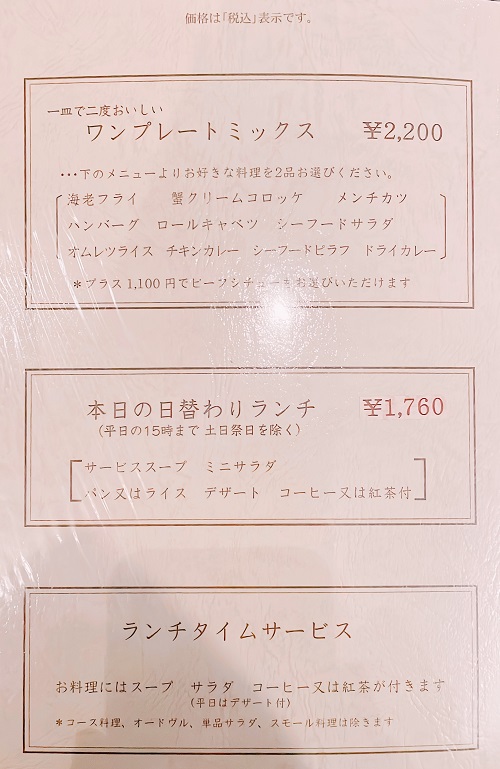 価格は「税込」表示です。
一皿で二度おいしい
ワンプレートミックス ¥2,200
･･･下のメニューよりお好きな料理を2品お選びください。
海老フライ 蟹クリームコロッケ メンチカツ
ハンバーグ ロールキャベツ シーフードサラダ
オムレツライス チキンカレー シーフードピラフ ドライカレー
＊プラス1,100円でビーフシチューもお選びいただけます
本日の日替わりランチ ¥1,760
(平日の15時まで 土日祭日を除く)
サービススープ ミニサラダ
パン又はライス デザート コーヒー又は紅茶付
ランチタイムサービス
お料理にはスープ サラダ コーヒー又は紅茶が付きます
(平日はデザート付)
＊コース料理、オードヴル、単品サラダ、スモール料理は除きます